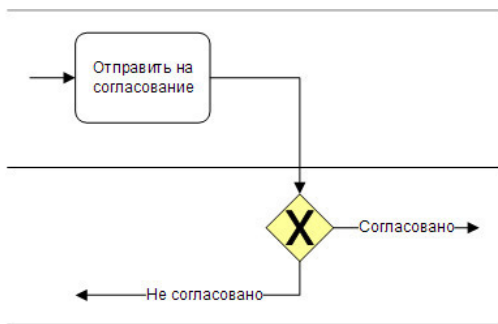 Отправить на
согласование
Согласовано
Не согласовано